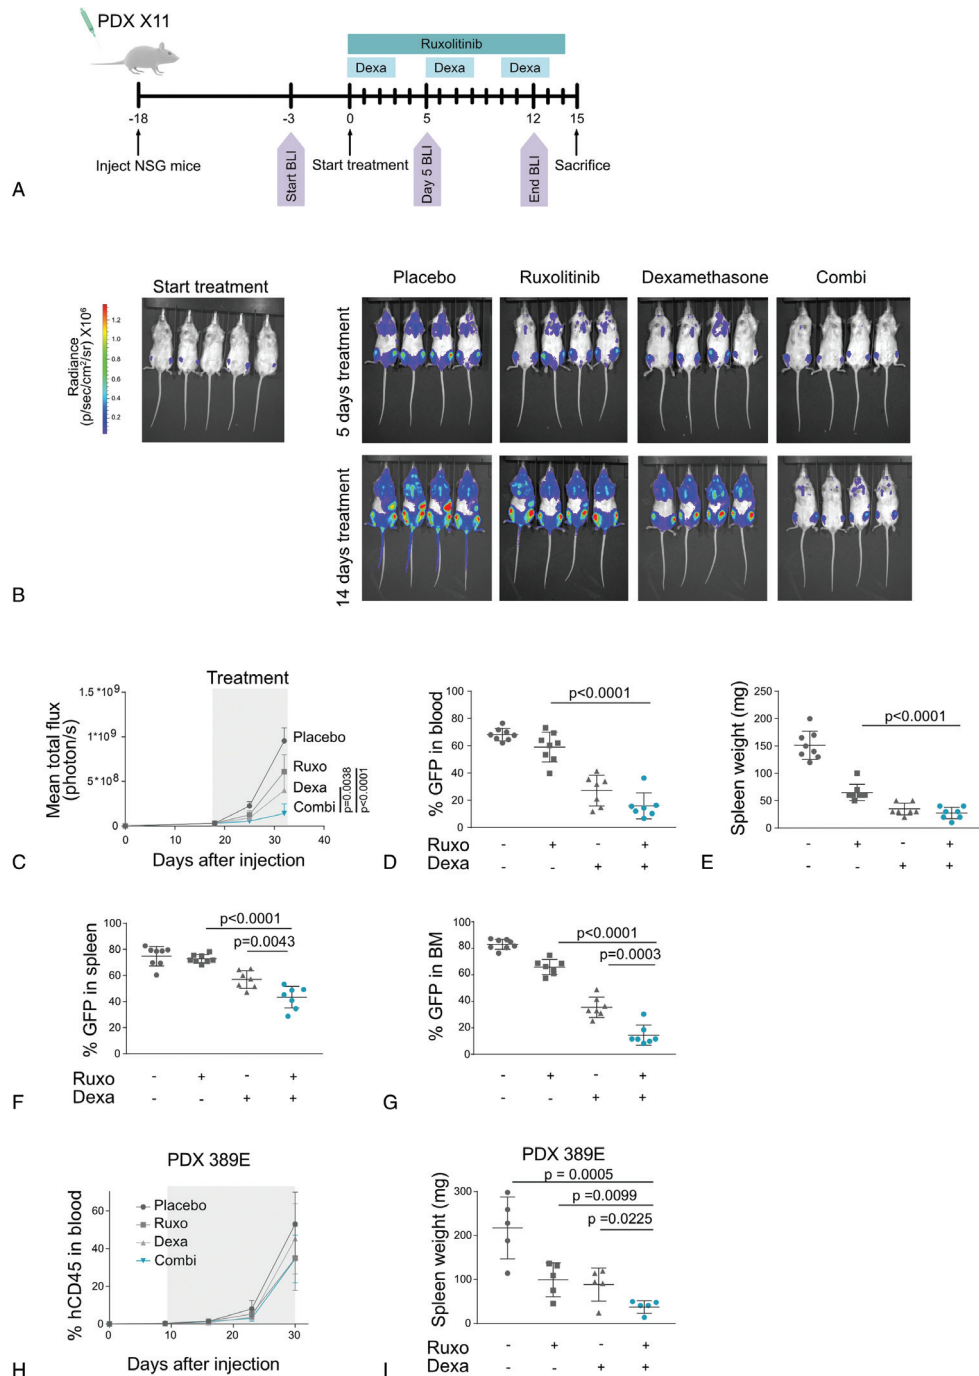 PDX X11
Ruxolitinib
Dexa Dexa Dexa
-18 -3 0 5 12 15
Inject NSG mice Start BLI Start treatment Day 5 BLI End BLI Sacrifice
A
Start treatment
Placebo Ruxolitinib Dexamethasone Combi
Radiance
(p/sec/cm²/sr) X10⁶
1.2
1.0
0.8
0.6
0.4
0.2
5 days treatment
14 days treatment
B
Treatment
Mean total flux
(photon/s)
1.5*10⁹
1*10⁹
5*10⁸
0
0 10 20 30 40
Days after injection
Placebo
Ruxo
Dexa
Combi
p=0.0038
p<0.0001
C
% GFP in blood
100
80
60
40
20
0
p<0.0001
Ruxo - + - +
Dexa - - + +
D
Spleen weight (mg)
250
200
150
100
50
0
p<0.0001
- + - +
- - + +
E
% GFP in spleen
100
80
60
40
20
0
p<0.0001
p=0.0043
Ruxo - + - +
Dexa - - + +
F
% GFP in BM
100
80
60
40
20
0
p<0.0001
p=0.0003
Ruxo - + - +
Dexa - - + +
G
PDX 389E
% hCD45 in blood
60
40
20
0
0 10 20 30
Days after injection
Placebo
Ruxo
Dexa
Combi
H
PDX 389E
Spleen weight (mg)
300
200
100
0
p = 0.0005
p =0.0099
p =0.0225
Ruxo - + - +
Dexa - - + +
I